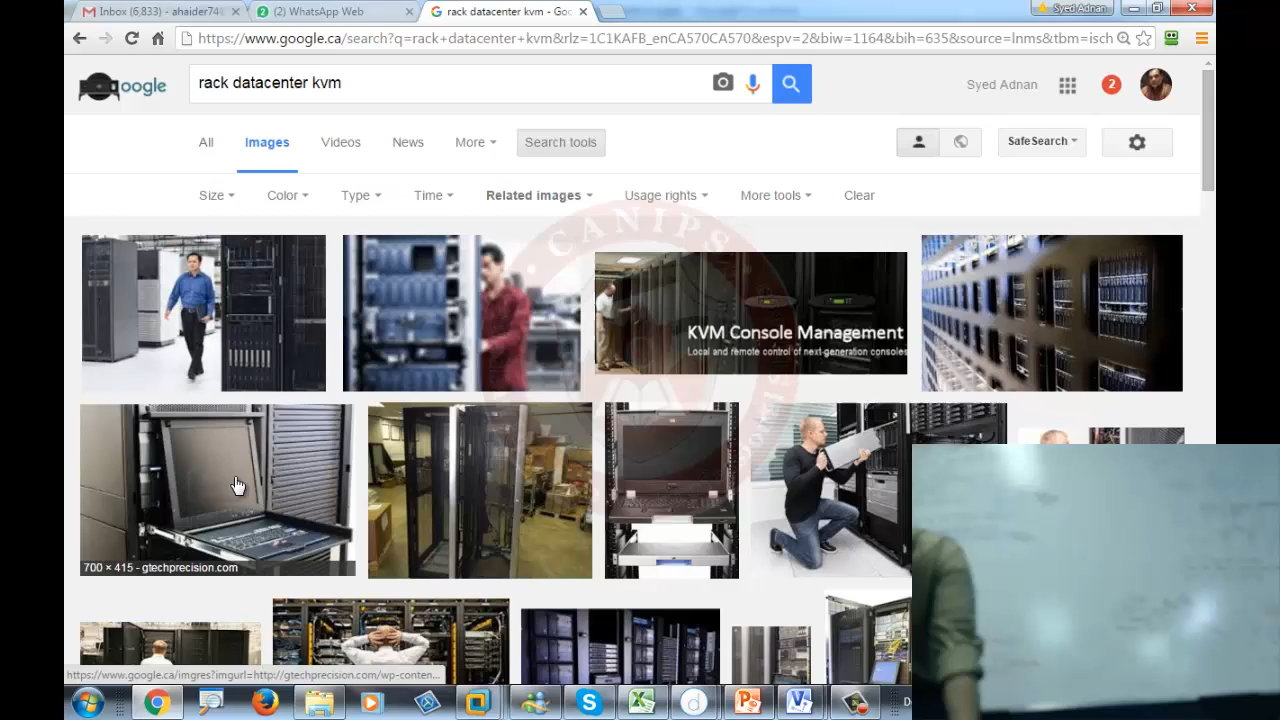 Inbox (6,833) - ahaider74
(2) WhatsApp Web
rack datacenter kvm - Goo
Syed Adnan
https://www.google.ca/search?q=rack+datacenter+kvm&rlz=1C1KAFB_enCA570CA570&espv=2&biw=1164&bih=635&source=lnms&tbm=isch
oogle
rack datacenter kvm
Syed Adnan
2
All
Images
Videos
News
More
Search tools
SafeSearch
Size
Color
Type
Time
Related images
Usage rights
More tools
Clear
CANIPS
KVM Console Management
Local and remote control of next-generation consoles
700 × 415 - gtechprecision.com
https://www.google.ca/imgres?imgurl=http://gtechprecision.com/wp-conten...